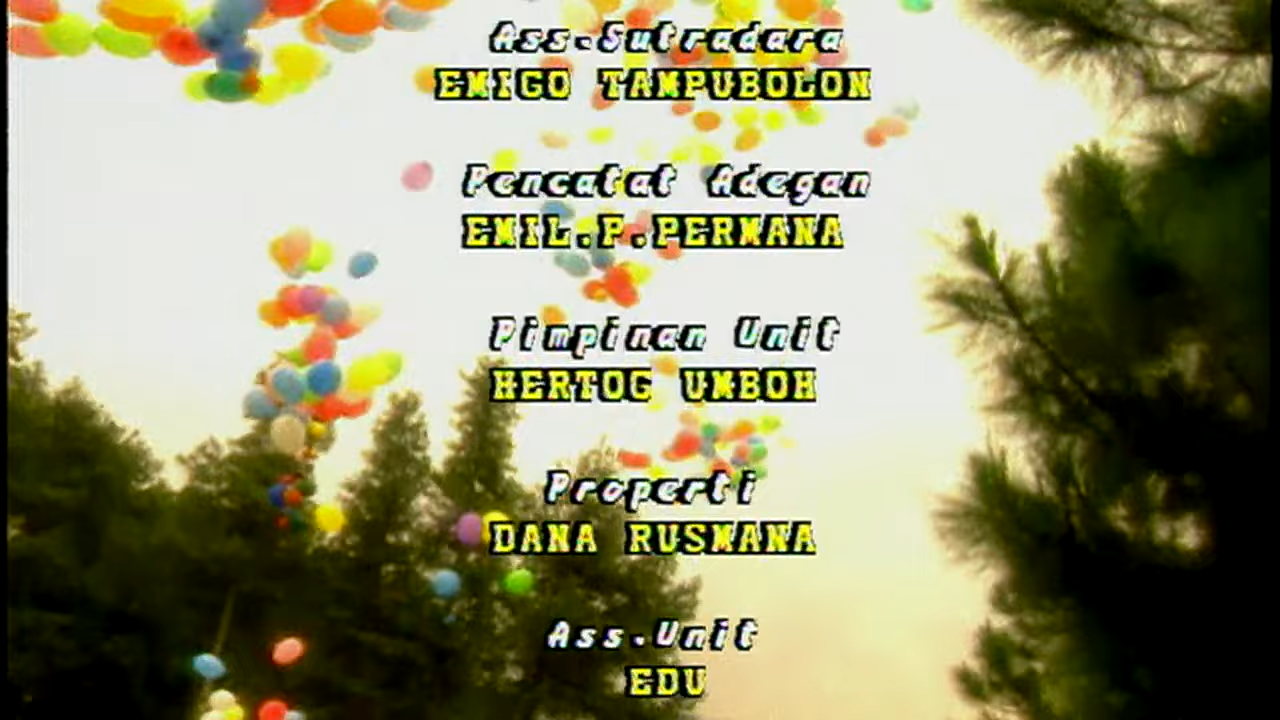 Ass.Sutradara
EMIGO TAMPUBOLON
Pencatat Adegan
EMIL.P.PERMANA
Pimpinan Unit
HERTOG UMBOH
Properti
DANA RUSMANA
Ass.Unit
EDU